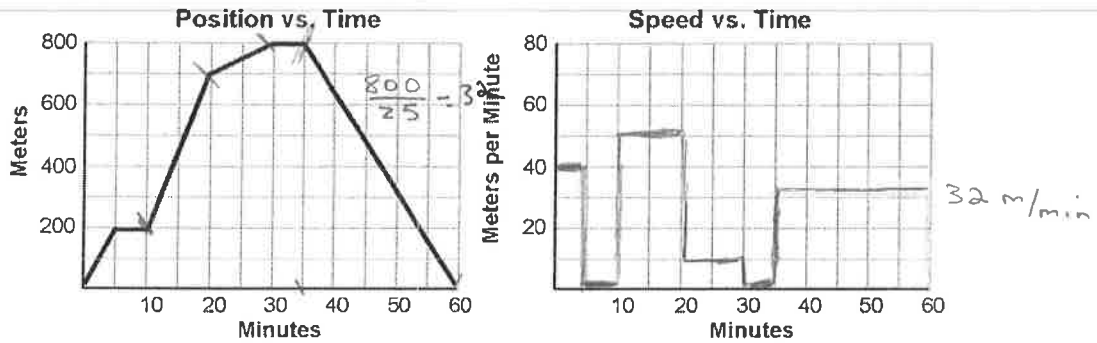 Position vs. Time
800
600
400
200
Meters
10 20 30 40 50 60
Minutes
800
25
= 32
Speed vs. Time
80
60
40
20
Meters per Minute
10 20 30 40 50 60
Minutes
32 m/min